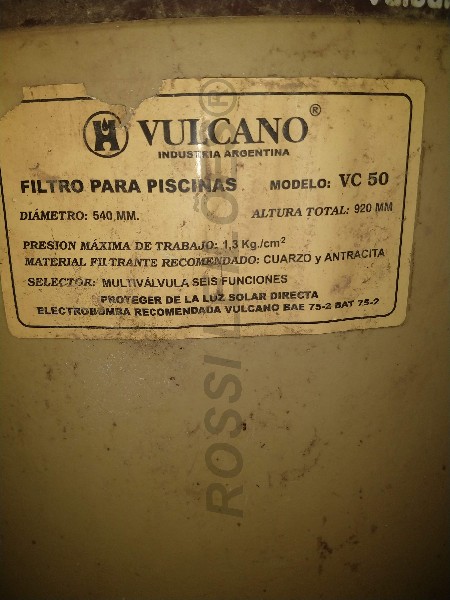 VULCANO®
INDUSTRIA ARGENTINA
FILTRO PARA PISCINAS MODELO: VC 50
DIÁMETRO: 540 MM. ALTURA TOTAL: 920 MM
PRESION MÁXIMA DE TRABAJO: 1,3 Kg./cm²
MATERIAL FILTRANTE RECOMENDADO: CUARZO y ANTRACITA
SELECTOR: MULTIVÁLVULA SEIS FUNCIONES
PROTEGER DE LA LUZ SOLAR DIRECTA
ELECTROBOMBA RECOMENDADA VULCANO BAE 75-2 BAT 75-2
ROSSI